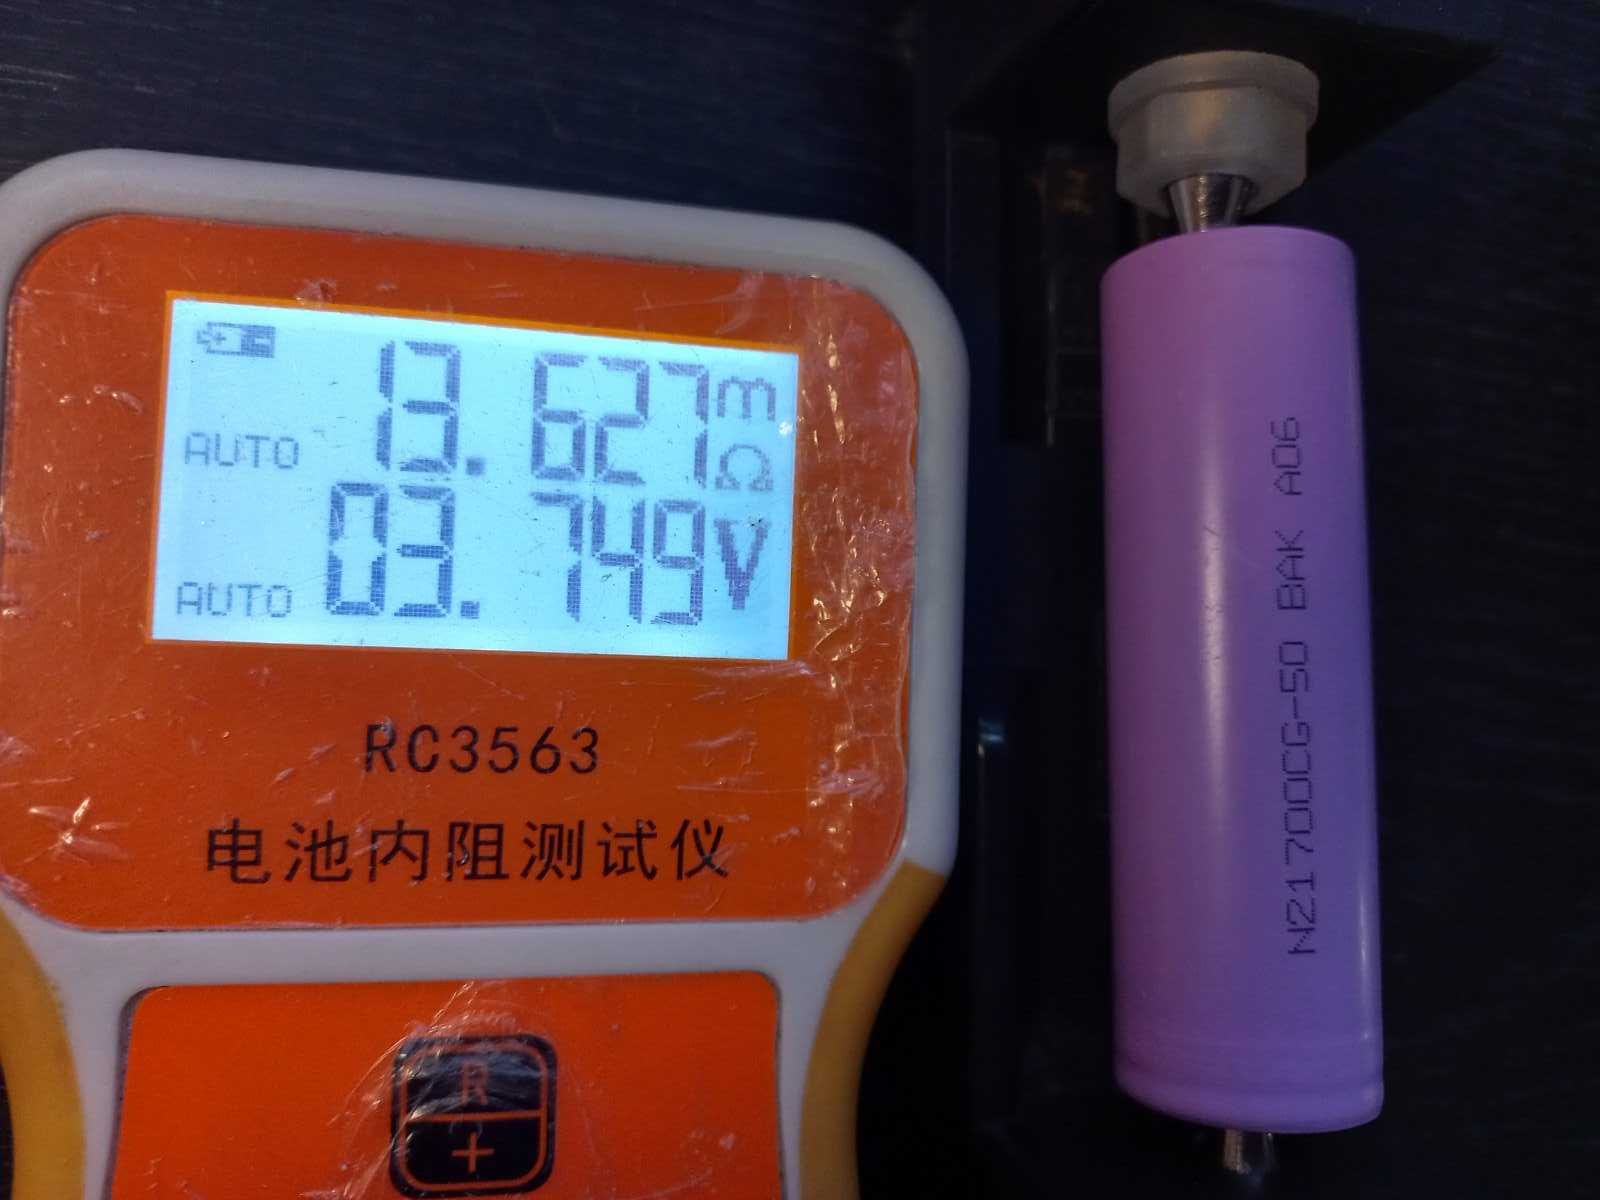 13.627mΩ
AUTO
03.749V
AUTO
RC3563
电池内阻测试仪
R
+
N21700CG-50 BAK A06